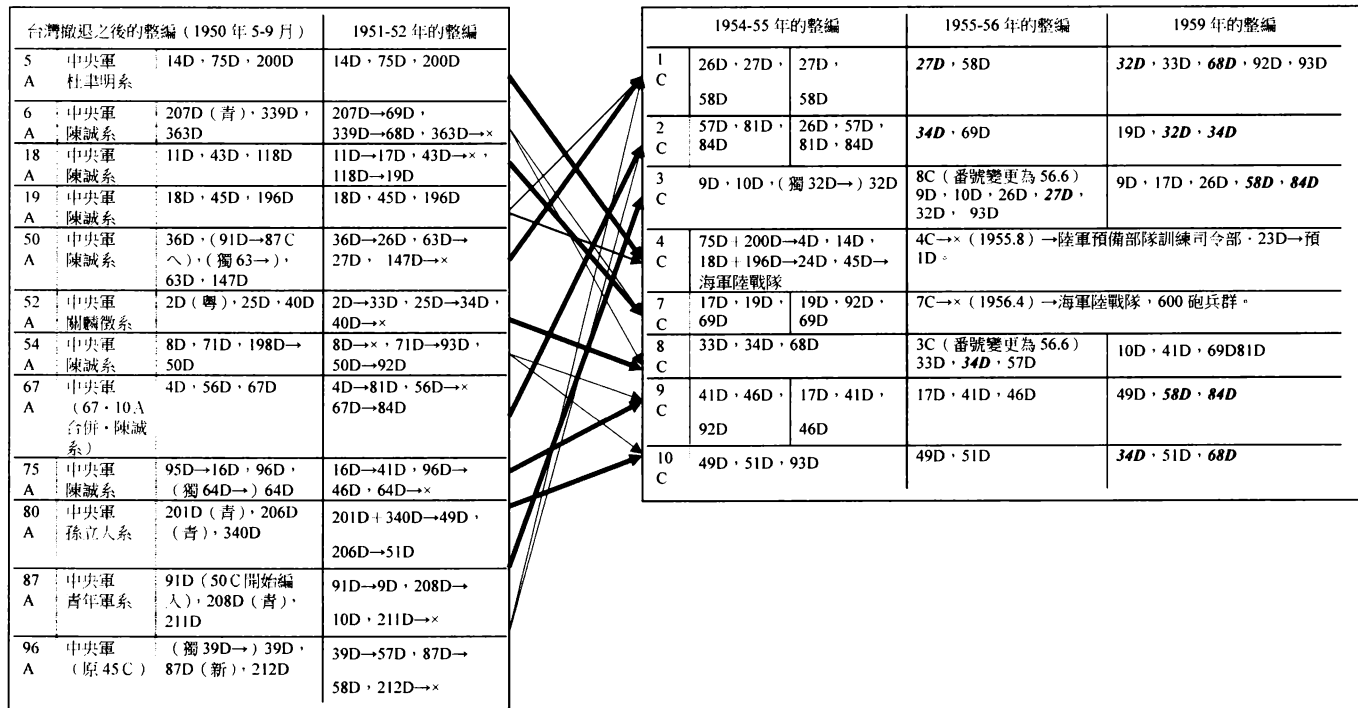 台灣撤退之後的整編（1950 年 5-9 月） 1951-52 年的整編
5 中央軍 14D，75D，200D 14D，75D，200D
A 杜聿明系
6 中央軍 207D（青），339D， 207D→69D，
A 陳誠系 363D 339D→68D，363D→×
18 中央軍 11D，43D，118D 11D→17D，43D→×，
A 陳誠系 118D→19D
19 中央軍 18D，45D，196D 18D，45D，196D
A 陳誠系
50 中央軍 36D，（91D→87C 36D→26D，63D→
A 陳誠系 へ），（獨 63→）， 27D， 147D→×
63D，147D
52 中央軍 2D（粵），25D，40D 2D→33D，25D→34D，
A 關麟徵系 40D→×
54 中央軍 8D，71D，198D→ 8D→×，71D→93D，
A 陳誠系 50D 50D→92D
67 中央軍 4D，56D，67D 4D→81D，56D→×
A （67・10A 67D→84D
合併・陳誠
系）
75 中央軍 95D→16D，96D， 16D→41D，96D→
A 陳誠系 （獨 64D→）64D 46D，64D→×
80 中央軍 201D（青），206D 201D+340D→49D，
A 孫立人系 （青），340D
206D→51D
87 中央軍 91D（50C開始編 91D→9D，208D→
A 青年軍系 入），208D（青），
211D 10D，211D→×
96 中央軍 （獨 39D→）39D， 39D→57D，87D→
A （原 45C） 87D（新），212D
58D，212D→×
1954-55 年的整編 1955-56 年的整編 1959 年的整編
1 26D，27D， 27D， 27D，58D 32D，33D，68D，92D，93D
C 58D 58D
2 57D，81D， 26D，57D， 34D，69D 19D，32D，34D
C 84D 81D，84D
3 9D，10D，（獨 32D→）32D 8C（番號變更為 56.6） 9D，17D，26D，58D，84D
C 9D，10D，26D，27D，
32D， 93D
4 75D+200D→4D，14D， 4C→×（1955.8）→陸軍預備部隊訓練司令部．23D→預
C 18D+196D→24D，45D→ 1D。
海軍陸戰隊
7 17D，19D， 19D，92D， 7C→×（1956.4）→海軍陸戰隊，600 砲兵群。
C 69D 69D
8 33D，34D，68D 3C（番號變更為 56.6） 10D，41D，69D81D
C 33D，34D，57D
9 41D，46D， 17D，41D， 17D，41D，46D 49D，58D，84D
C 92D 46D
10 49D，51D，93D 49D，51D 34D，51D，68D
C